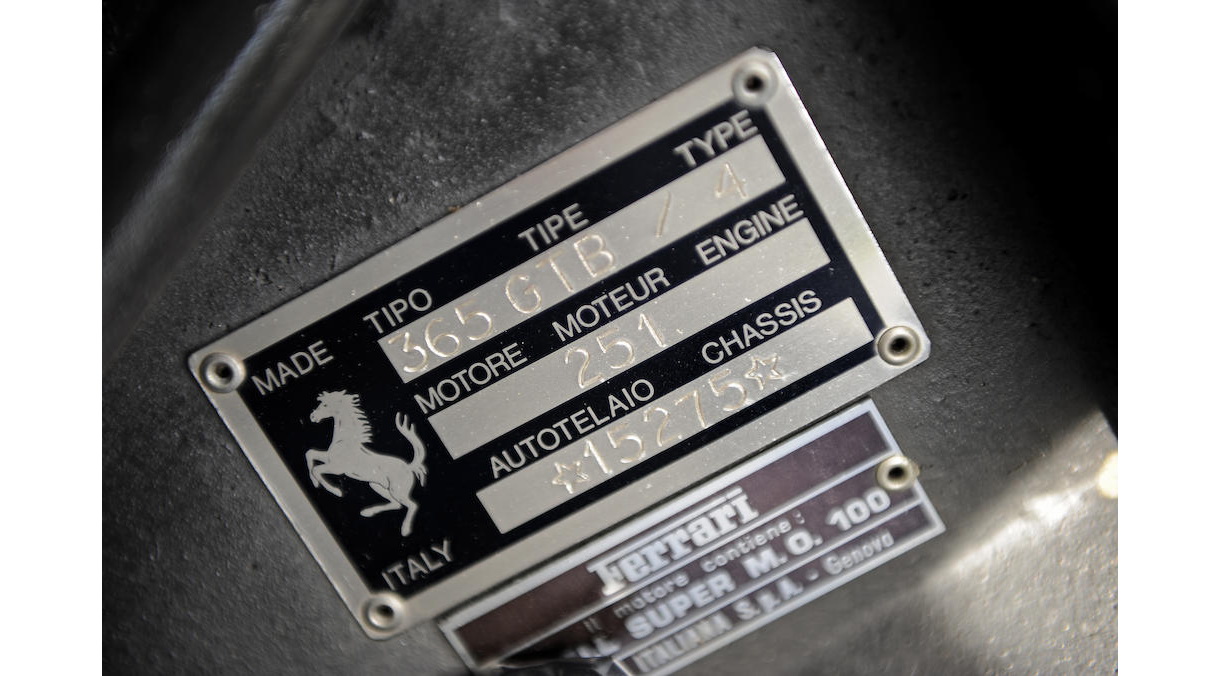 MADE TIPO TIPE TYPE
365 GTB / 4
MOTORE MOTEUR ENGINE
251
AUTOTELAIO CHASSIS
☆15275☆
ITALY
Ferrari
Il motore contiene:
SUPER M.O. 100
ITALIANA S.p.A. - Genova